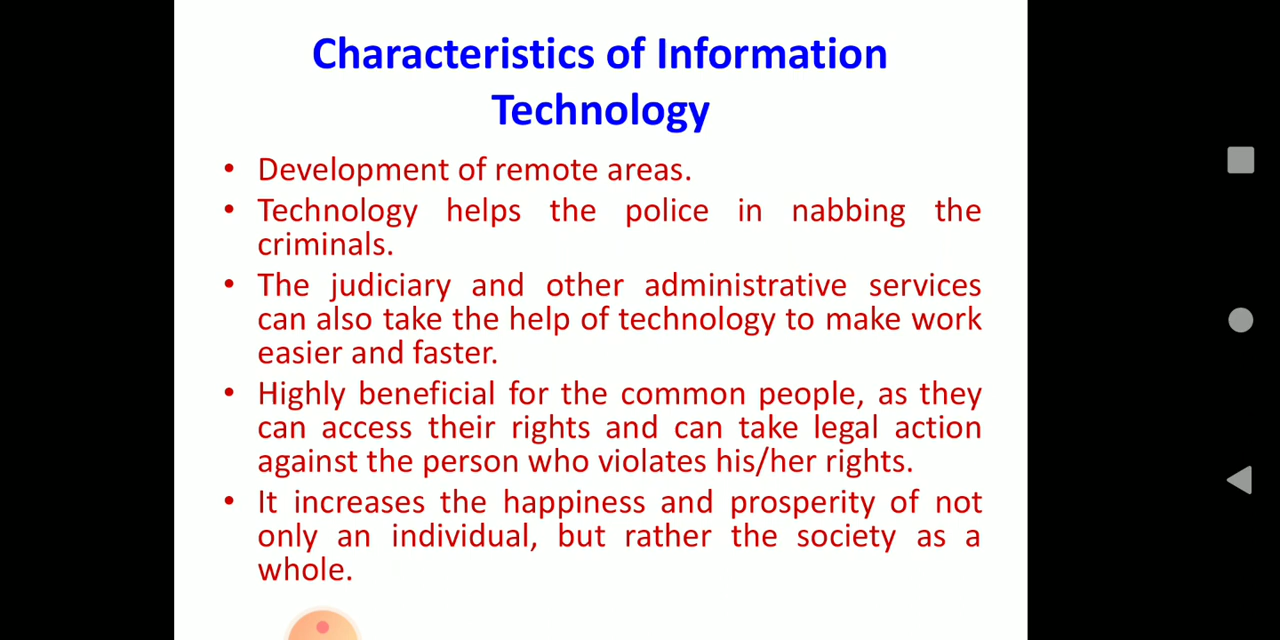 Characteristics of Information
Technology
• Development of remote areas.
• Technology helps the police in nabbing the
criminals.
• The judiciary and other administrative services
can also take the help of technology to make work
easier and faster.
• Highly beneficial for the common people, as they
can access their rights and can take legal action
against the person who violates his/her rights.
• It increases the happiness and prosperity of not
only an individual, but rather the society as a
whole.